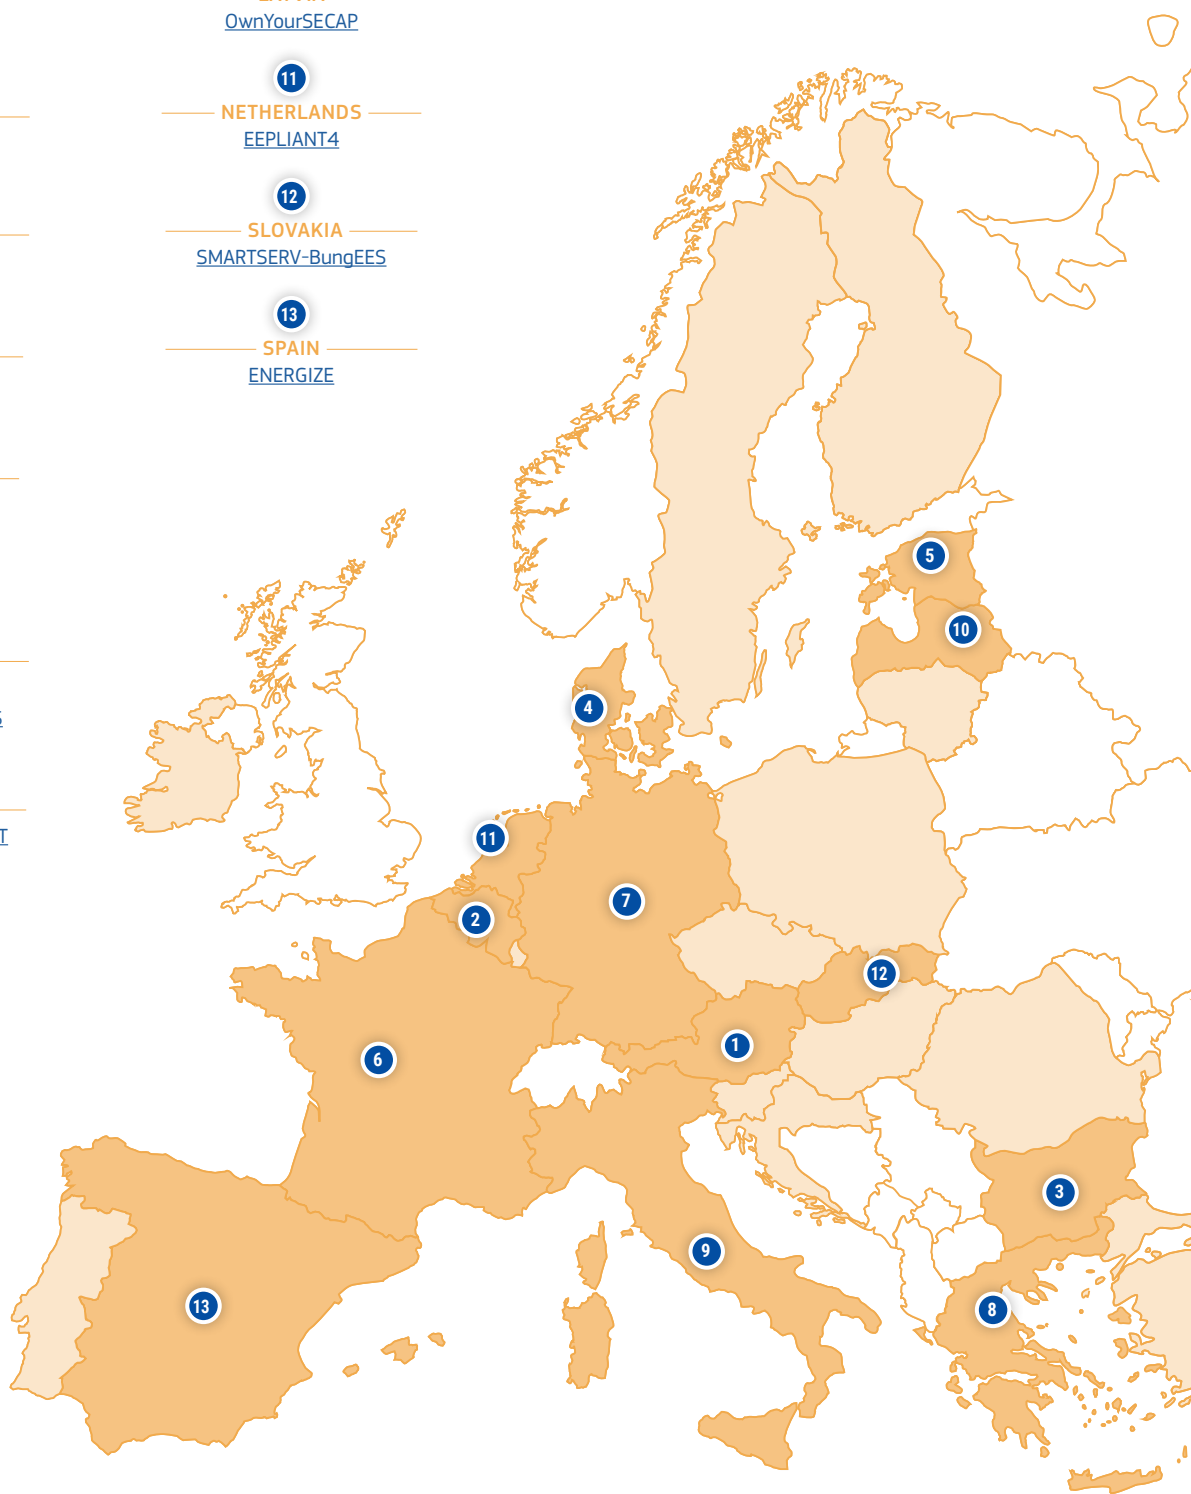 OwnYourSECAP
11
NETHERLANDS
EEPLIANT4
12
SLOVAKIA
SMARTSERV-BungEES
13
SPAIN
ENERGIZE
5
10
4
11
7
2
12
1
6
3
9
13
8
S
T